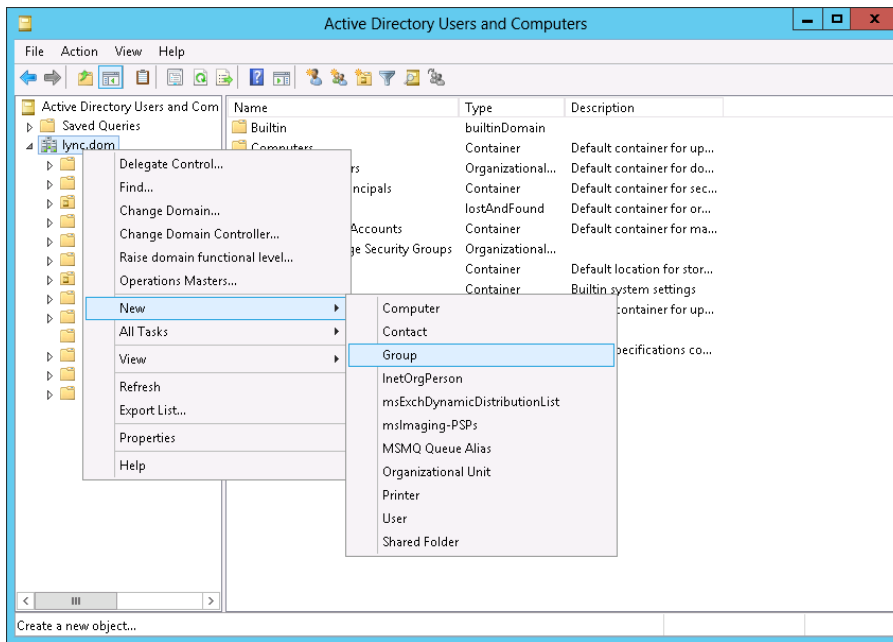 Active Directory Users and Computers
File Action View Help
Active Directory Users and Com
Saved Queries
lync.dom
Name Type Description
Builtin builtinDomain
Computers Container Default container for up...
rs Organizational... Default container for do...
ncipals Container Default container for sec...
lostAndFound Default container for or...
Accounts Container Default container for ma...
ge Security Groups Organizational...
Container Default location for stor...
Container Builtin system settings
container for up...
pecifications co...
Delegate Control...
Find...
Change Domain...
Change Domain Controller...
Raise domain functional level...
Operations Masters...
New
All Tasks
View
Refresh
Export List...
Properties
Help
Computer
Contact
Group
InetOrgPerson
msExchDynamicDistributionList
msImaging-PSPs
MSMQ Queue Alias
Organizational Unit
Printer
User
Shared Folder
Create a new object...